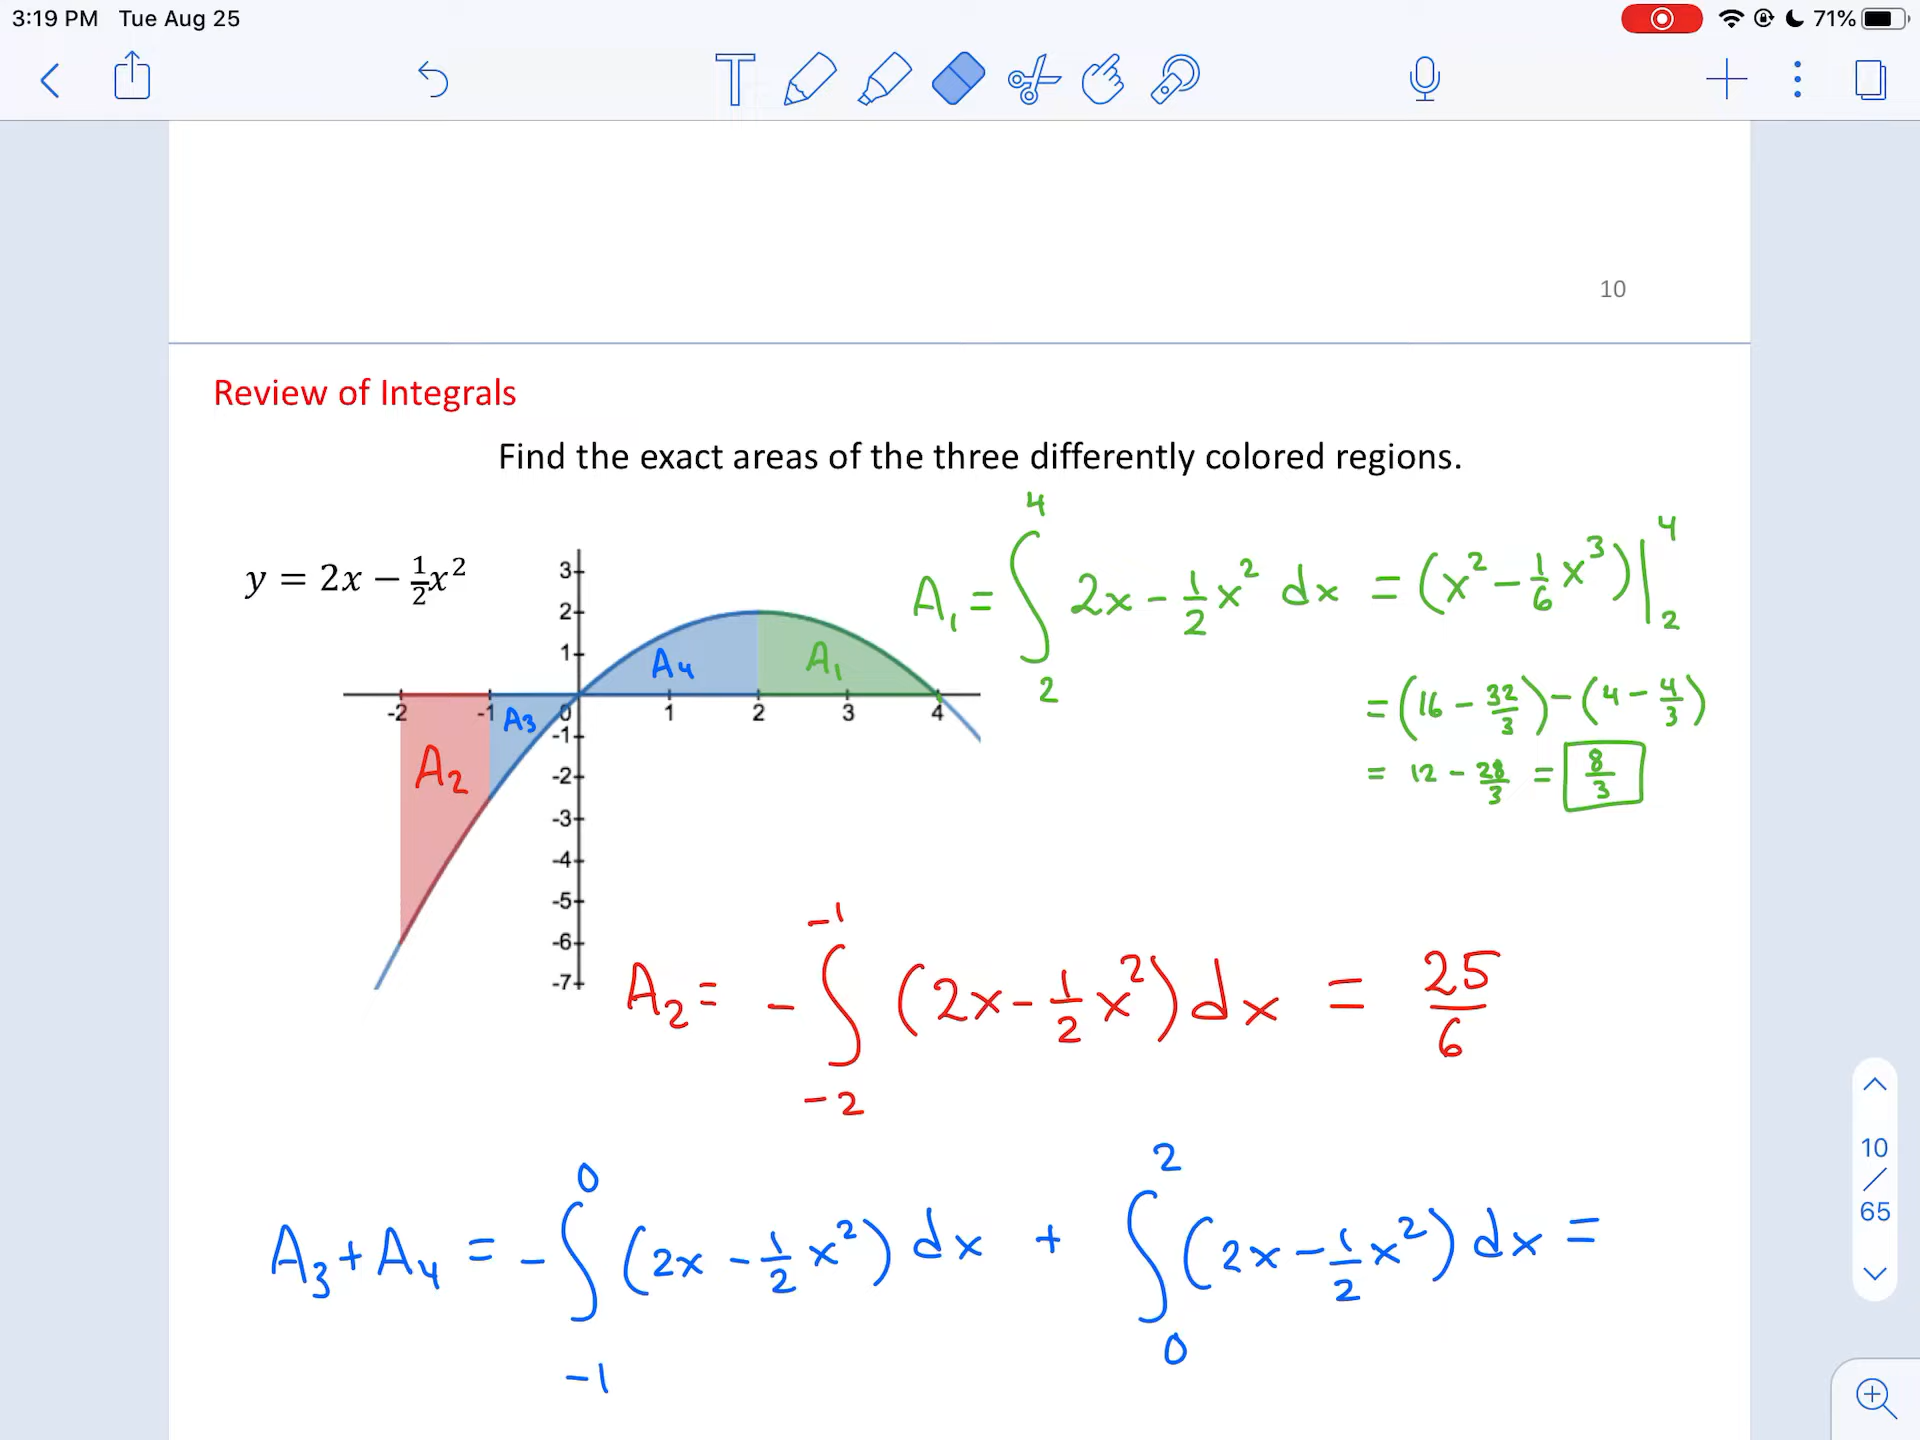 3:19 PM Tue Aug 25 71%
10
Review of Integrals
Find the exact areas of the three differently colored regions.
y = 2x − ½x²
3
2
1
-2 -1 0 1 2 3 4
-1
-2
-3
-4
-5
-6
-7
A₄ A₁
A₃
A₂
A₁ = ∫₂⁴ 2x − ½x² dx = (x² − ⅙x³)|₂⁴
= (16 − 32/3) − (4 − 4/3)
= 12 − 28/3 = 8/3
A₂ = − ∫₋₂⁻¹ (2x − ½x²) dx = 25/6
A₃ + A₄ = − ∫₋₁⁰ (2x − ½x²) dx + ∫₀² (2x − ½x²) dx =
10
/
65